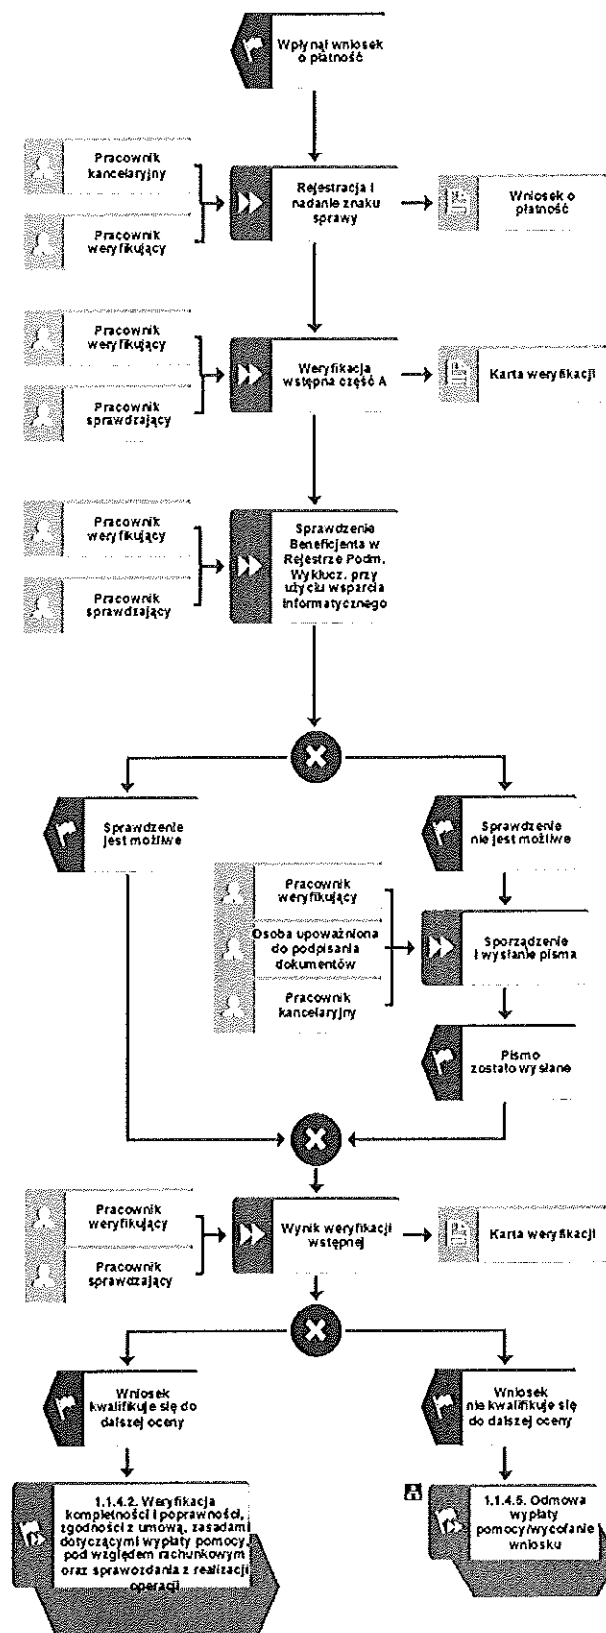 Wpłynął wniosek
o płatność
Pracownik
kancelaryjny
Pracownik
weryfikujący
Rejestracja i
nadanie znaku
sprawy
Wniosek o
płatność
Pracownik
weryfikujący
Pracownik
sprawdzający
Weryfikacja
wstępna część A
Karta weryfikacji
Pracownik
weryfikujący
Pracownik
sprawdzający
Sprawdzenie
Beneficjenta w
Rejestrze Podm.
Wyklucz. przy
użyciu wsparcia
informatycznego
Sprawdzenie
jest możliwe
Sprawdzenie
nie jest możliwe
Pracownik
weryfikujący
Osoba upoważniona
do podpisania
dokumentów
Pracownik
kancelaryjny
Sporządzenie
i wysłanie pisma
Pismo
zostało wysłane
Pracownik
weryfikujący
Pracownik
sprawdzający
Wynik weryfikacji
wstępnej
Karta weryfikacji
Wniosek
kwalifikuje się do
dalszej oceny
Wniosek
nie kwalifikuje się
do dalszej oceny
1.1.4.2. Weryfikacja
kompletności i poprawności,
zgodności z umową, zasadami
dotyczącymi wypłaty pomocy,
pod względem rachunkowym
oraz sprawozdania z realizacji
operacji
1.1.4.5. Odmowa
wypłaty
pomocy/wycofanie
wniosku